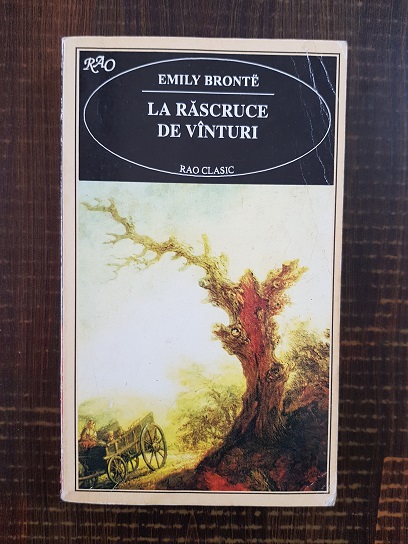 RAO
EMILY BRONTË
LA RĂSCRUCE
DE VÎNTURI
RAO CLASIC